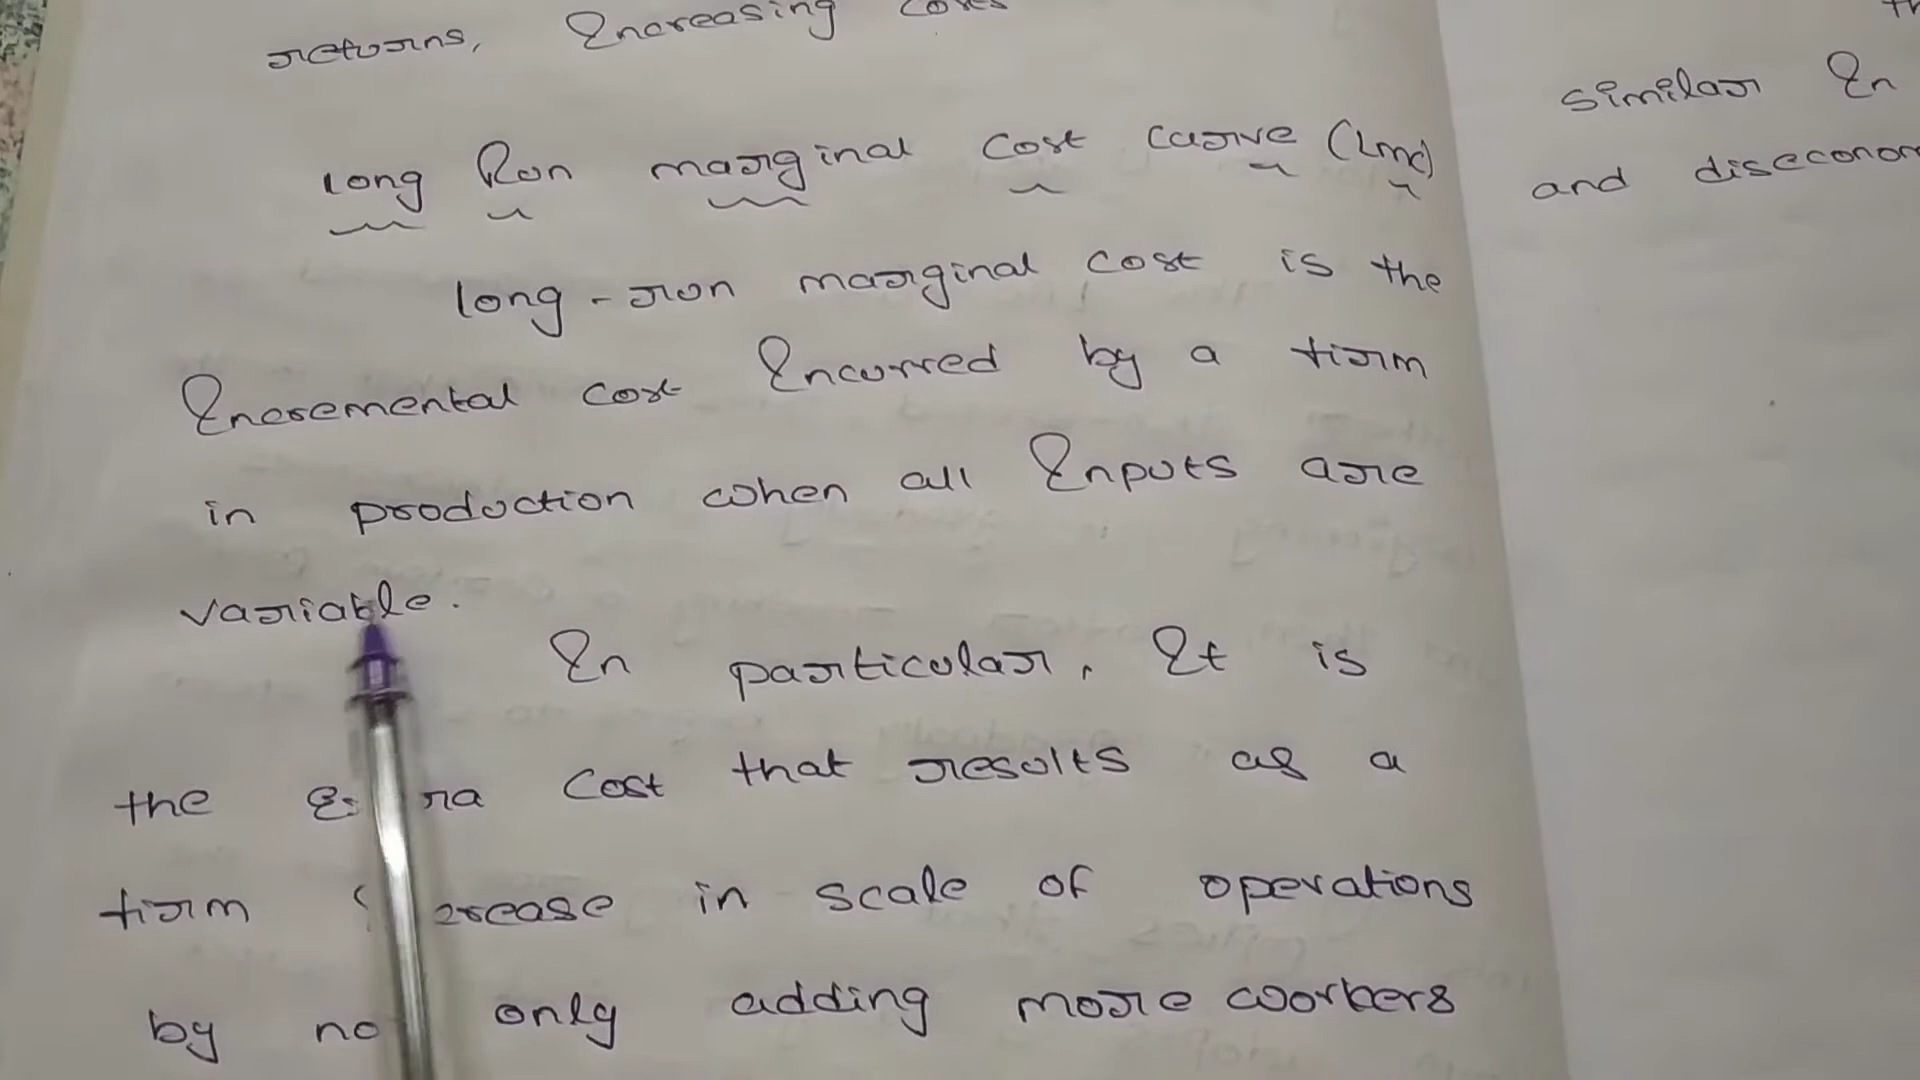 returns, Increasing
Long Run marginal Cost curve (Lmc)
long-run marginal cost is the
Incremental cost Incurred by a firm
in production when all Inputs are
variable.
In particular, It is
the cost that results as a
firm in scale of operations
by only adding more workers
similar In
and